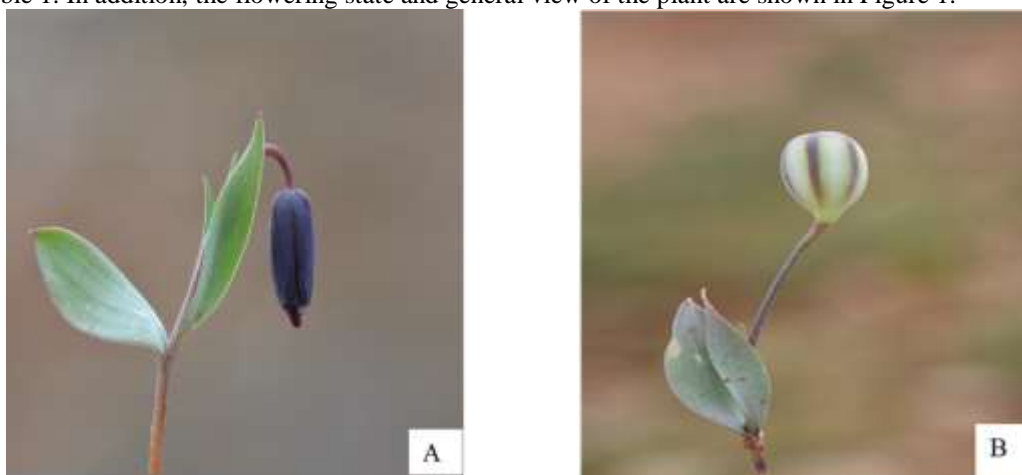 ble 1. In addition, the flowering state and general view of the plant are shown in Figure 1.
A
B